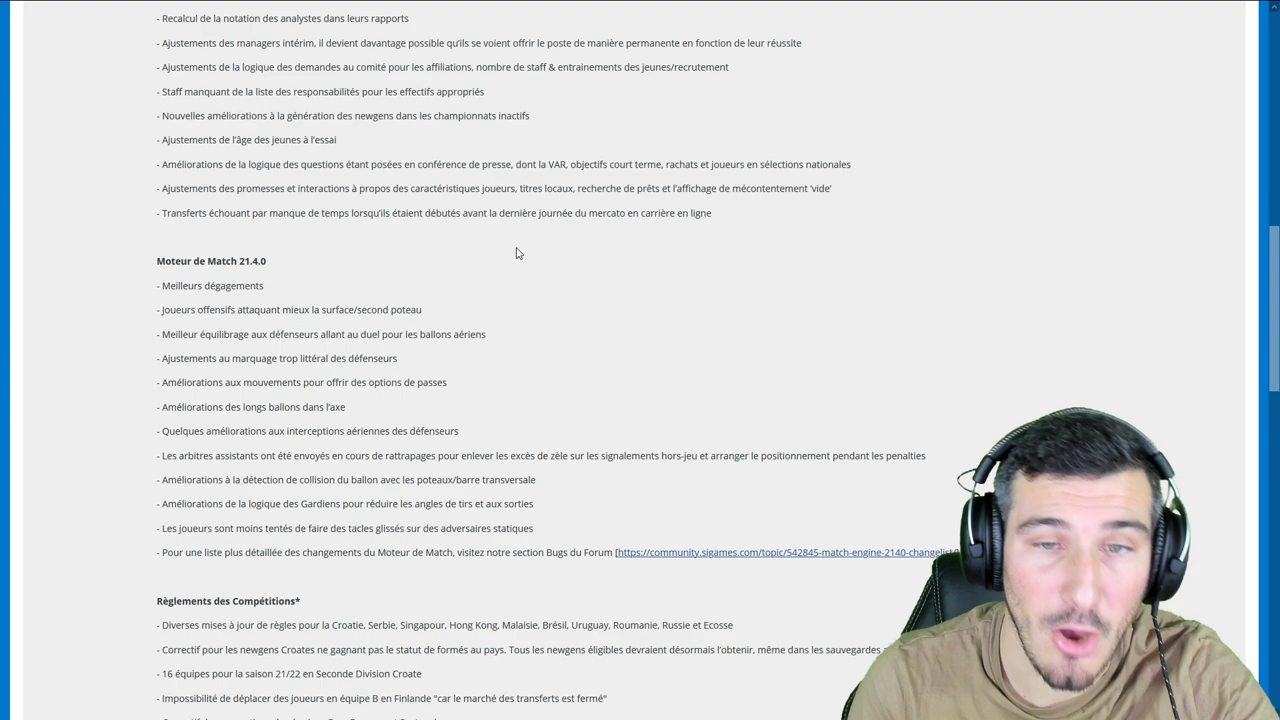 - Recalcul de la notation des analystes dans leurs rapports
- Ajustements des managers intérim, il devient davantage possible qu'ils se voient offrir le poste de manière permanente en fonction de leur réussite
- Ajustements de la logique des demandes au comité pour les affiliations, nombre de staff & entrainements des jeunes/recrutement
- Staff manquant de la liste des responsabilités pour les effectifs appropriés
- Nouvelles améliorations à la génération des newgens dans les championnats inactifs
- Ajustements de l'âge des jeunes à l'essai
- Améliorations de la logique des questions étant posées en conférence de presse, dont la VAR, objectifs court terme, rachats et joueurs en sélections nationales
- Ajustements des promesses et interactions à propos des caractéristiques joueurs, titres locaux, recherche de prêts et l'affichage de mécontentement 'vide'
- Transferts échouant par manque de temps lorsqu'ils étaient débutés avant la dernière journée du mercato en carrière en ligne
Moteur de Match 21.4.0
- Meilleurs dégagements
- Joueurs offensifs attaquant mieux la surface/second poteau
- Meilleur équilibrage aux défenseurs allant au duel pour les ballons aériens
- Ajustements au marquage trop littéral des défenseurs
- Améliorations aux mouvements pour offrir des options de passes
- Améliorations des longs ballons dans l'axe
- Quelques améliorations aux interceptions aériennes des défenseurs
- Les arbitres assistants ont été envoyés en cours de rattrapages pour enlever les excès de zèle sur les signalements hors-jeu et arranger le positionnement pendant les penalties
- Améliorations à la détection de collision du ballon avec les poteaux/barre transversale
- Améliorations de la logique des Gardiens pour réduire les angles de tirs et aux sorties
- Les joueurs sont moins tentés de faire des tacles glissés sur des adversaires statiques
- Pour une liste plus détaillée des changements du Moteur de Match, visitez notre section Bugs du Forum [https://community.sigames.com/topic/542845-match-engine-2140-changelist/
Règlements des Compétitions*
- Diverses mises à jour de règles pour la Croatie, Serbie, Singapour, Hong Kong, Malaisie, Brésil, Uruguay, Roumanie, Russie et Ecosse
- Correctif pour les newgens Croates ne gagnant pas le statut de formés au pays. Tous les newgens éligibles devraient désormais l'obtenir, même dans les sauvegardes
- 16 équipes pour la saison 21/22 en Seconde Division Croate
- Impossibilité de déplacer des joueurs en équipe B en Finlande "car le marché des transferts est fermé"